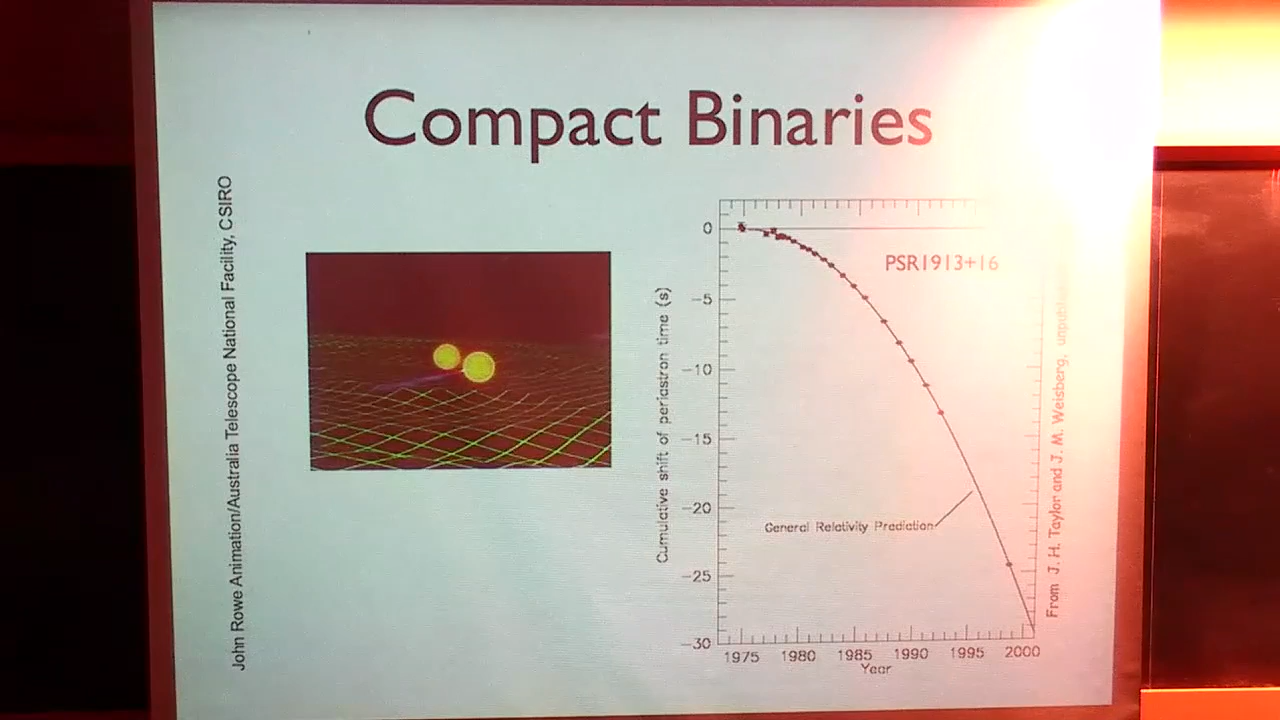 Compact Binaries
John Rowe Animation/Australia Telescope National Facility, CSIRO
PSR1913+16
Cumulative shift of periastron time (s)
0
−5
−10
−15
−20
−25
−30
General Relativity Prediction
1975 1980 1985 1990 1995 2000
Year
From J. H. Taylor and J. M. Weisberg,